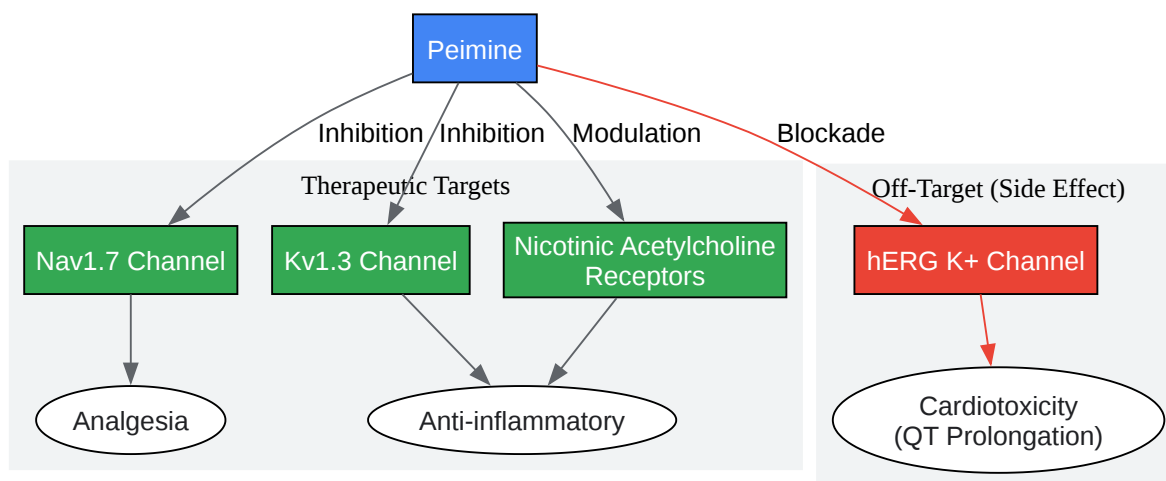 Peimine
Inhibition
Inhibition
Modulation
Blockade
Therapeutic Targets
Off-Target (Side Effect)
Nav1.7 Channel
Kv1.3 Channel
Nicotinic Acetylcholine
Receptors
hERG K+ Channel
Analgesia
Anti-inflammatory
Cardiotoxicity
(QT Prolongation)